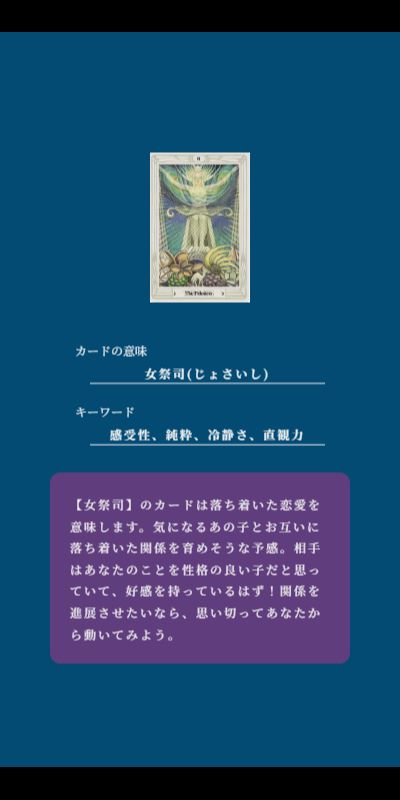 II
The Priestess
カードの意味
女祭司(じょさいし)
キーワード
感受性、純粋、冷静さ、直観力
【女祭司】のカードは落ち着いた恋愛を
意味します。気になるあの子とお互いに
落ち着いた関係を育めそうな予感。相手
はあなたのことを性格の良い子だと思っ
ていて、好感を持っているはず！関係を
進展させたいなら、思い切ってあなたか
ら動いてみよう。